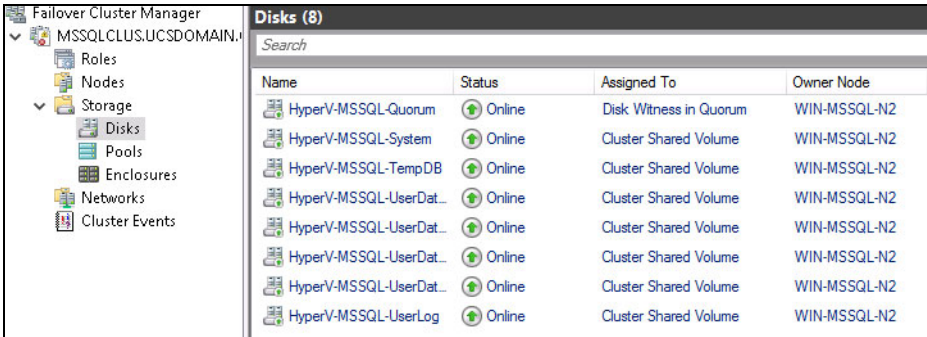 Failover Cluster Manager
MSSQLCLUS.UCSDOMAIN.
Roles
Nodes
Storage
Disks
Pools
Enclosures
Networks
Cluster Events
Disks (8)
Search
Name Status Assigned To Owner Node
HyperV-MSSQL-Quorum Online Disk Witness in Quorum WIN-MSSQL-N2
HyperV-MSSQL-System Online Cluster Shared Volume WIN-MSSQL-N2
HyperV-MSSQL-TempDB Online Cluster Shared Volume WIN-MSSQL-N2
HyperV-MSSQL-UserDat... Online Cluster Shared Volume WIN-MSSQL-N2
HyperV-MSSQL-UserDat... Online Cluster Shared Volume WIN-MSSQL-N2
HyperV-MSSQL-UserDat... Online Cluster Shared Volume WIN-MSSQL-N2
HyperV-MSSQL-UserDat... Online Cluster Shared Volume WIN-MSSQL-N2
HyperV-MSSQL-UserLog Online Cluster Shared Volume WIN-MSSQL-N2